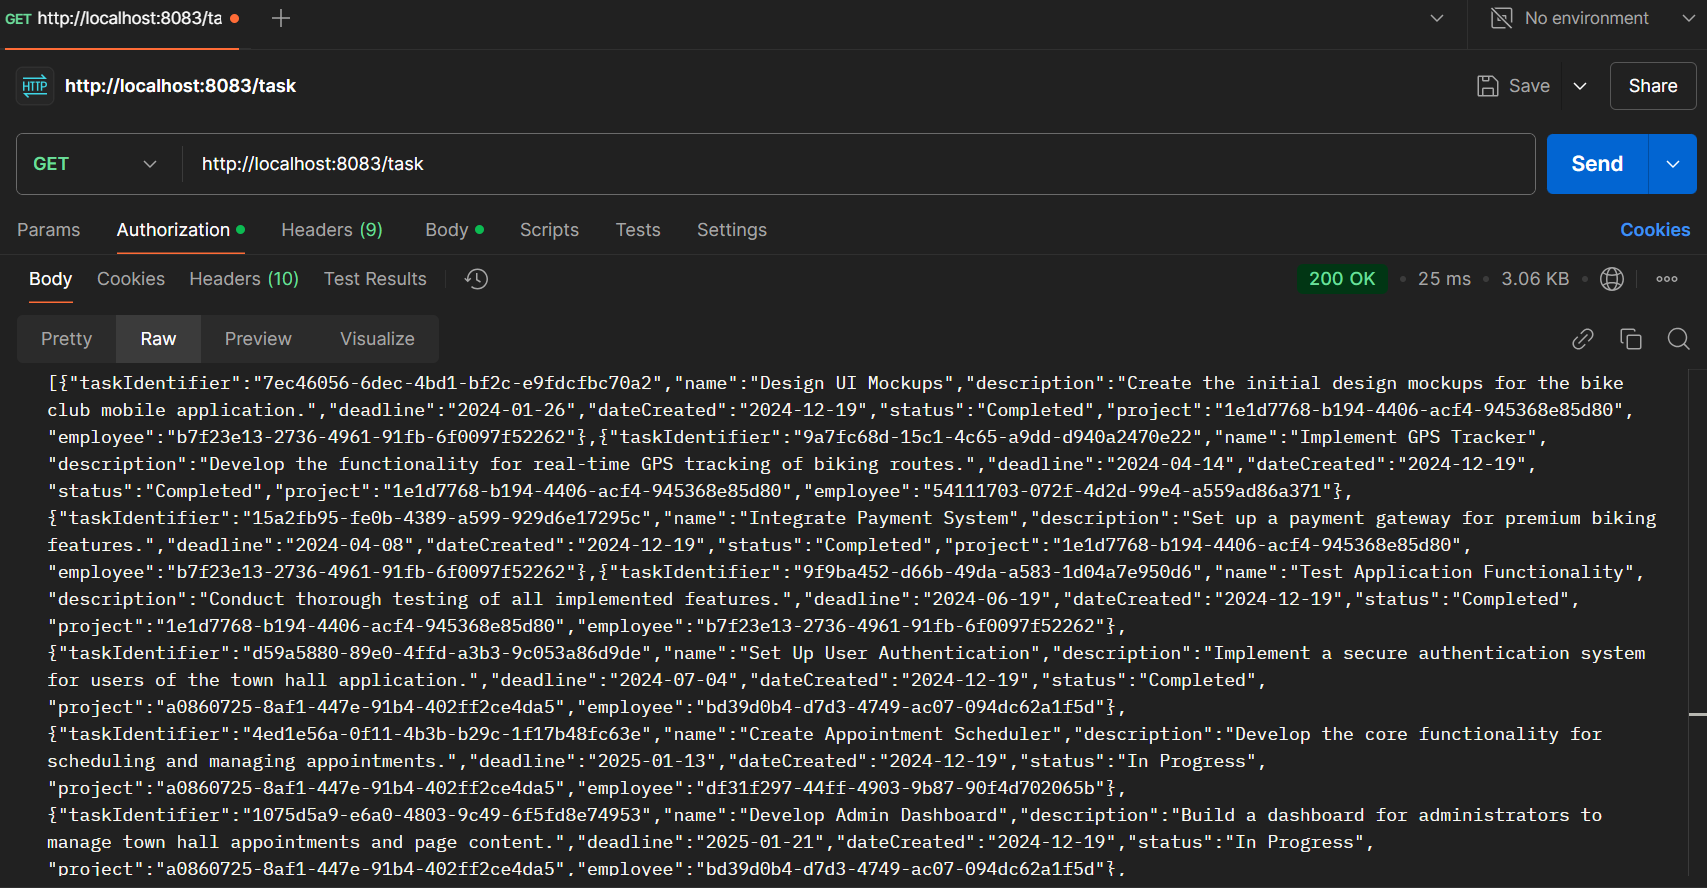 GET http://localhost:8083/ta
No environment
HTTP http://localhost:8083/task
Save
Share
GET http://localhost:8083/task
Send
Params Authorization Headers (9) Body Scripts Tests Settings Cookies
Body Cookies Headers (10) Test Results 200 OK 25 ms 3.06 KB
Pretty Raw Preview Visualize
[{"taskIdentifier":"7ec46056-6dec-4bd1-bf2c-e9fdcfbc70a2","name":"Design UI Mockups","description":"Create the initial design mockups for the bike
club mobile application.","deadline":"2024-01-26","dateCreated":"2024-12-19","status":"Completed","project":"1e1d7768-b194-4406-acf4-945368e85d80",
"employee":"b7f23e13-2736-4961-91fb-6f0097f52262"},{"taskIdentifier":"9a7fc68d-15c1-4c65-a9dd-d940a2470e22","name":"Implement GPS Tracker",
"description":"Develop the functionality for real-time GPS tracking of biking routes.","deadline":"2024-04-14","dateCreated":"2024-12-19",
"status":"Completed","project":"1e1d7768-b194-4406-acf4-945368e85d80","employee":"54111703-072f-4d2d-99e4-a559ad86a371"},
{"taskIdentifier":"15a2fb95-fe0b-4389-a599-929d6e17295c","name":"Integrate Payment System","description":"Set up a payment gateway for premium biking
features.","deadline":"2024-04-08","dateCreated":"2024-12-19","status":"Completed","project":"1e1d7768-b194-4406-acf4-945368e85d80",
"employee":"b7f23e13-2736-4961-91fb-6f0097f52262"},{"taskIdentifier":"9f9ba452-d66b-49da-a583-1d04a7e950d6","name":"Test Application Functionality",
"description":"Conduct thorough testing of all implemented features.","deadline":"2024-06-19","dateCreated":"2024-12-19","status":"Completed",
"project":"1e1d7768-b194-4406-acf4-945368e85d80","employee":"b7f23e13-2736-4961-91fb-6f0097f52262"},
{"taskIdentifier":"d59a5880-89e0-4ffd-a3b3-9c053a86d9de","name":"Set Up User Authentication","description":"Implement a secure authentication system
for users of the town hall application.","deadline":"2024-07-04","dateCreated":"2024-12-19","status":"Completed",
"project":"a0860725-8af1-447e-91b4-402ff2ce4da5","employee":"bd39d0b4-d7d3-4749-ac07-094dc62a1f5d"},
{"taskIdentifier":"4ed1e56a-0f11-4b3b-b29c-1f17b48fc63e","name":"Create Appointment Scheduler","description":"Develop the core functionality for
scheduling and managing appointments.","deadline":"2025-01-13","dateCreated":"2024-12-19","status":"In Progress",
"project":"a0860725-8af1-447e-91b4-402ff2ce4da5","employee":"df31f297-44ff-4903-9b87-90f4d702065b"},
{"taskIdentifier":"1075d5a9-e6a0-4803-9c49-6f5fd8e74953","name":"Develop Admin Dashboard","description":"Build a dashboard for administrators to
manage town hall appointments and page content.","deadline":"2025-01-21","dateCreated":"2024-12-19","status":"In Progress",
"project":"a0860725-8af1-447e-91b4-402ff2ce4da5","employee":"bd39d0b4-d7d3-4749-ac07-094dc62a1f5d"},